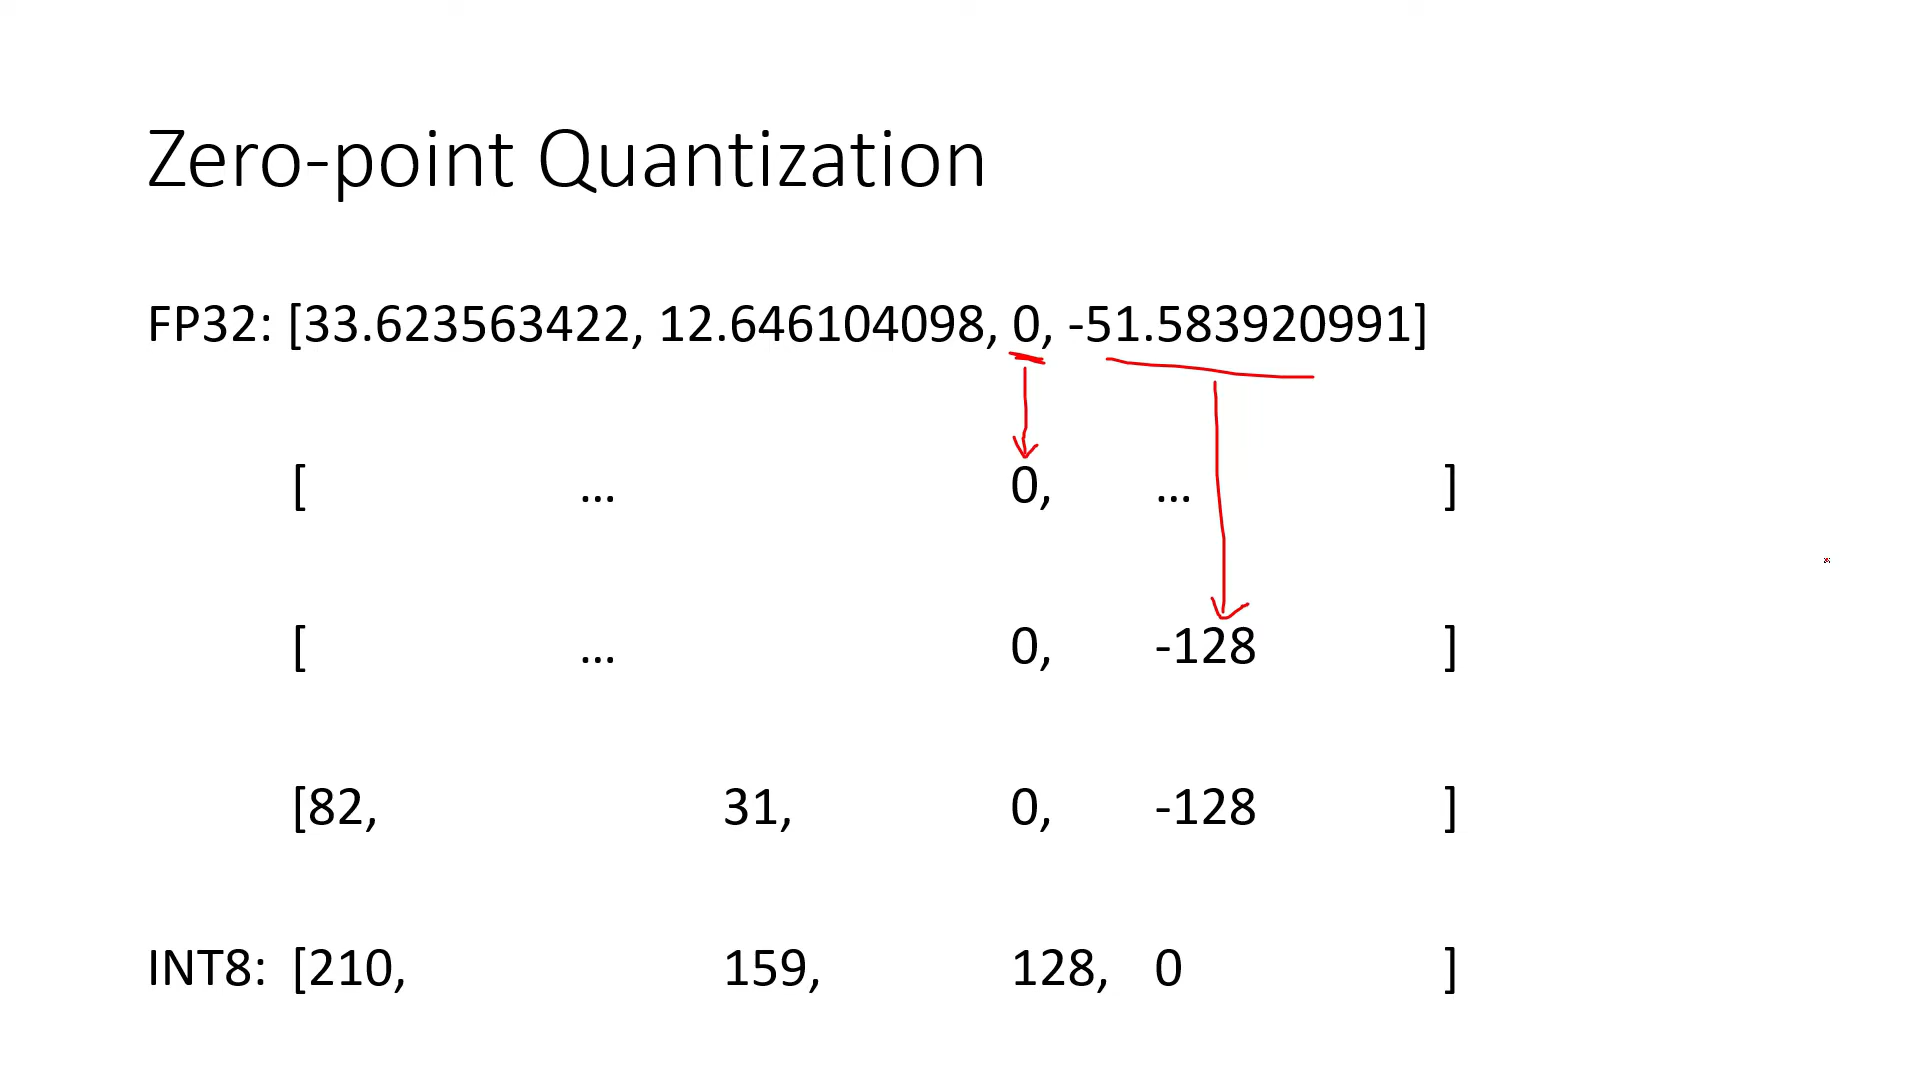 Zero-point Quantization
FP32: [33.623563422, 12.646104098, 0, -51.583920991]
[ … 0, … ]
[ … 0, -128 ]
[82, 31, 0, -128 ]
INT8: [210, 159, 128, 0 ]